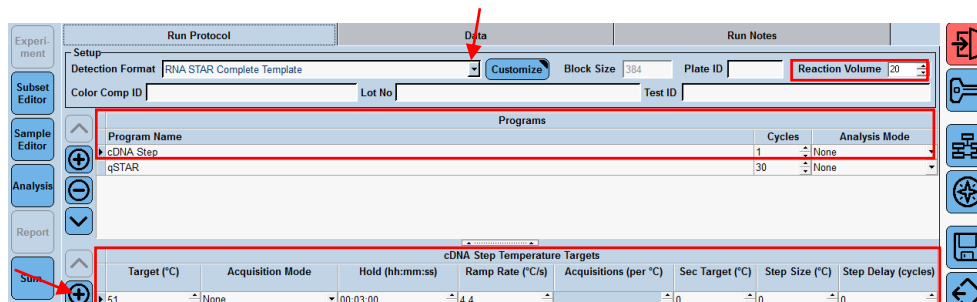 Experi-
ment
Run Protocol
Data
Run Notes
Setup
Detection Format RNA STAR Complete Template
Customize
Block Size 384
Plate ID
Reaction Volume 20
Color Comp ID
Lot No
Test ID
Subset
Editor
Sample
Editor
Analysis
Report
Sum.
Programs
Program Name Cycles Analysis Mode
cDNA Step 1 None
qSTAR 30 None
cDNA Step Temperature Targets
Target (°C) Acquisition Mode Hold (hh:mm:ss) Ramp Rate (°C/s) Acquisitions (per °C) Sec Target (°C) Step Size (°C) Step Delay (cycles)
51 None 00:03:00 4.4 0 0 0